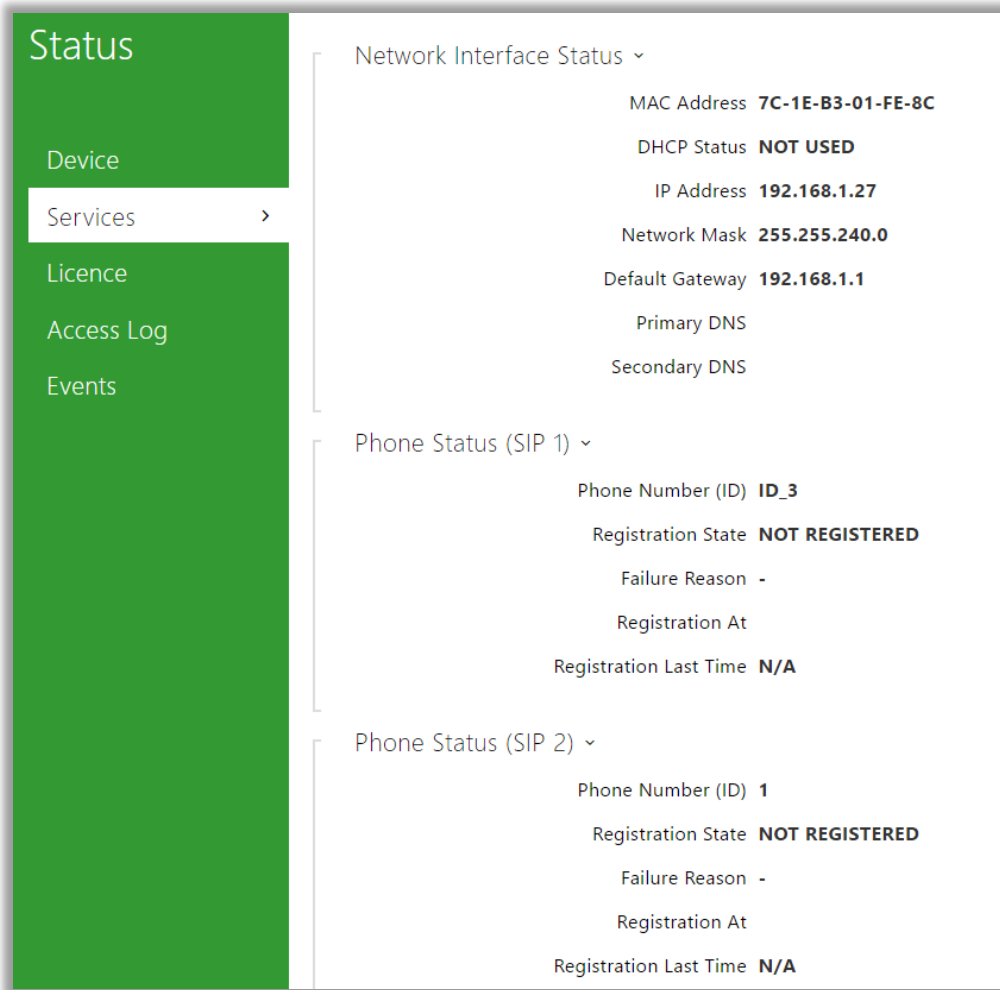 Status
Device
Services
Licence
Access Log
Events
Network Interface Status
MAC Address 7C-1E-B3-01-FE-8C
DHCP Status NOT USED
IP Address 192.168.1.27
Network Mask 255.255.240.0
Default Gateway 192.168.1.1
Primary DNS
Secondary DNS
Phone Status (SIP 1)
Phone Number (ID) ID_3
Registration State NOT REGISTERED
Failure Reason -
Registration At
Registration Last Time N/A
Phone Status (SIP 2)
Phone Number (ID) 1
Registration State NOT REGISTERED
Failure Reason -
Registration At
Registration Last Time N/A